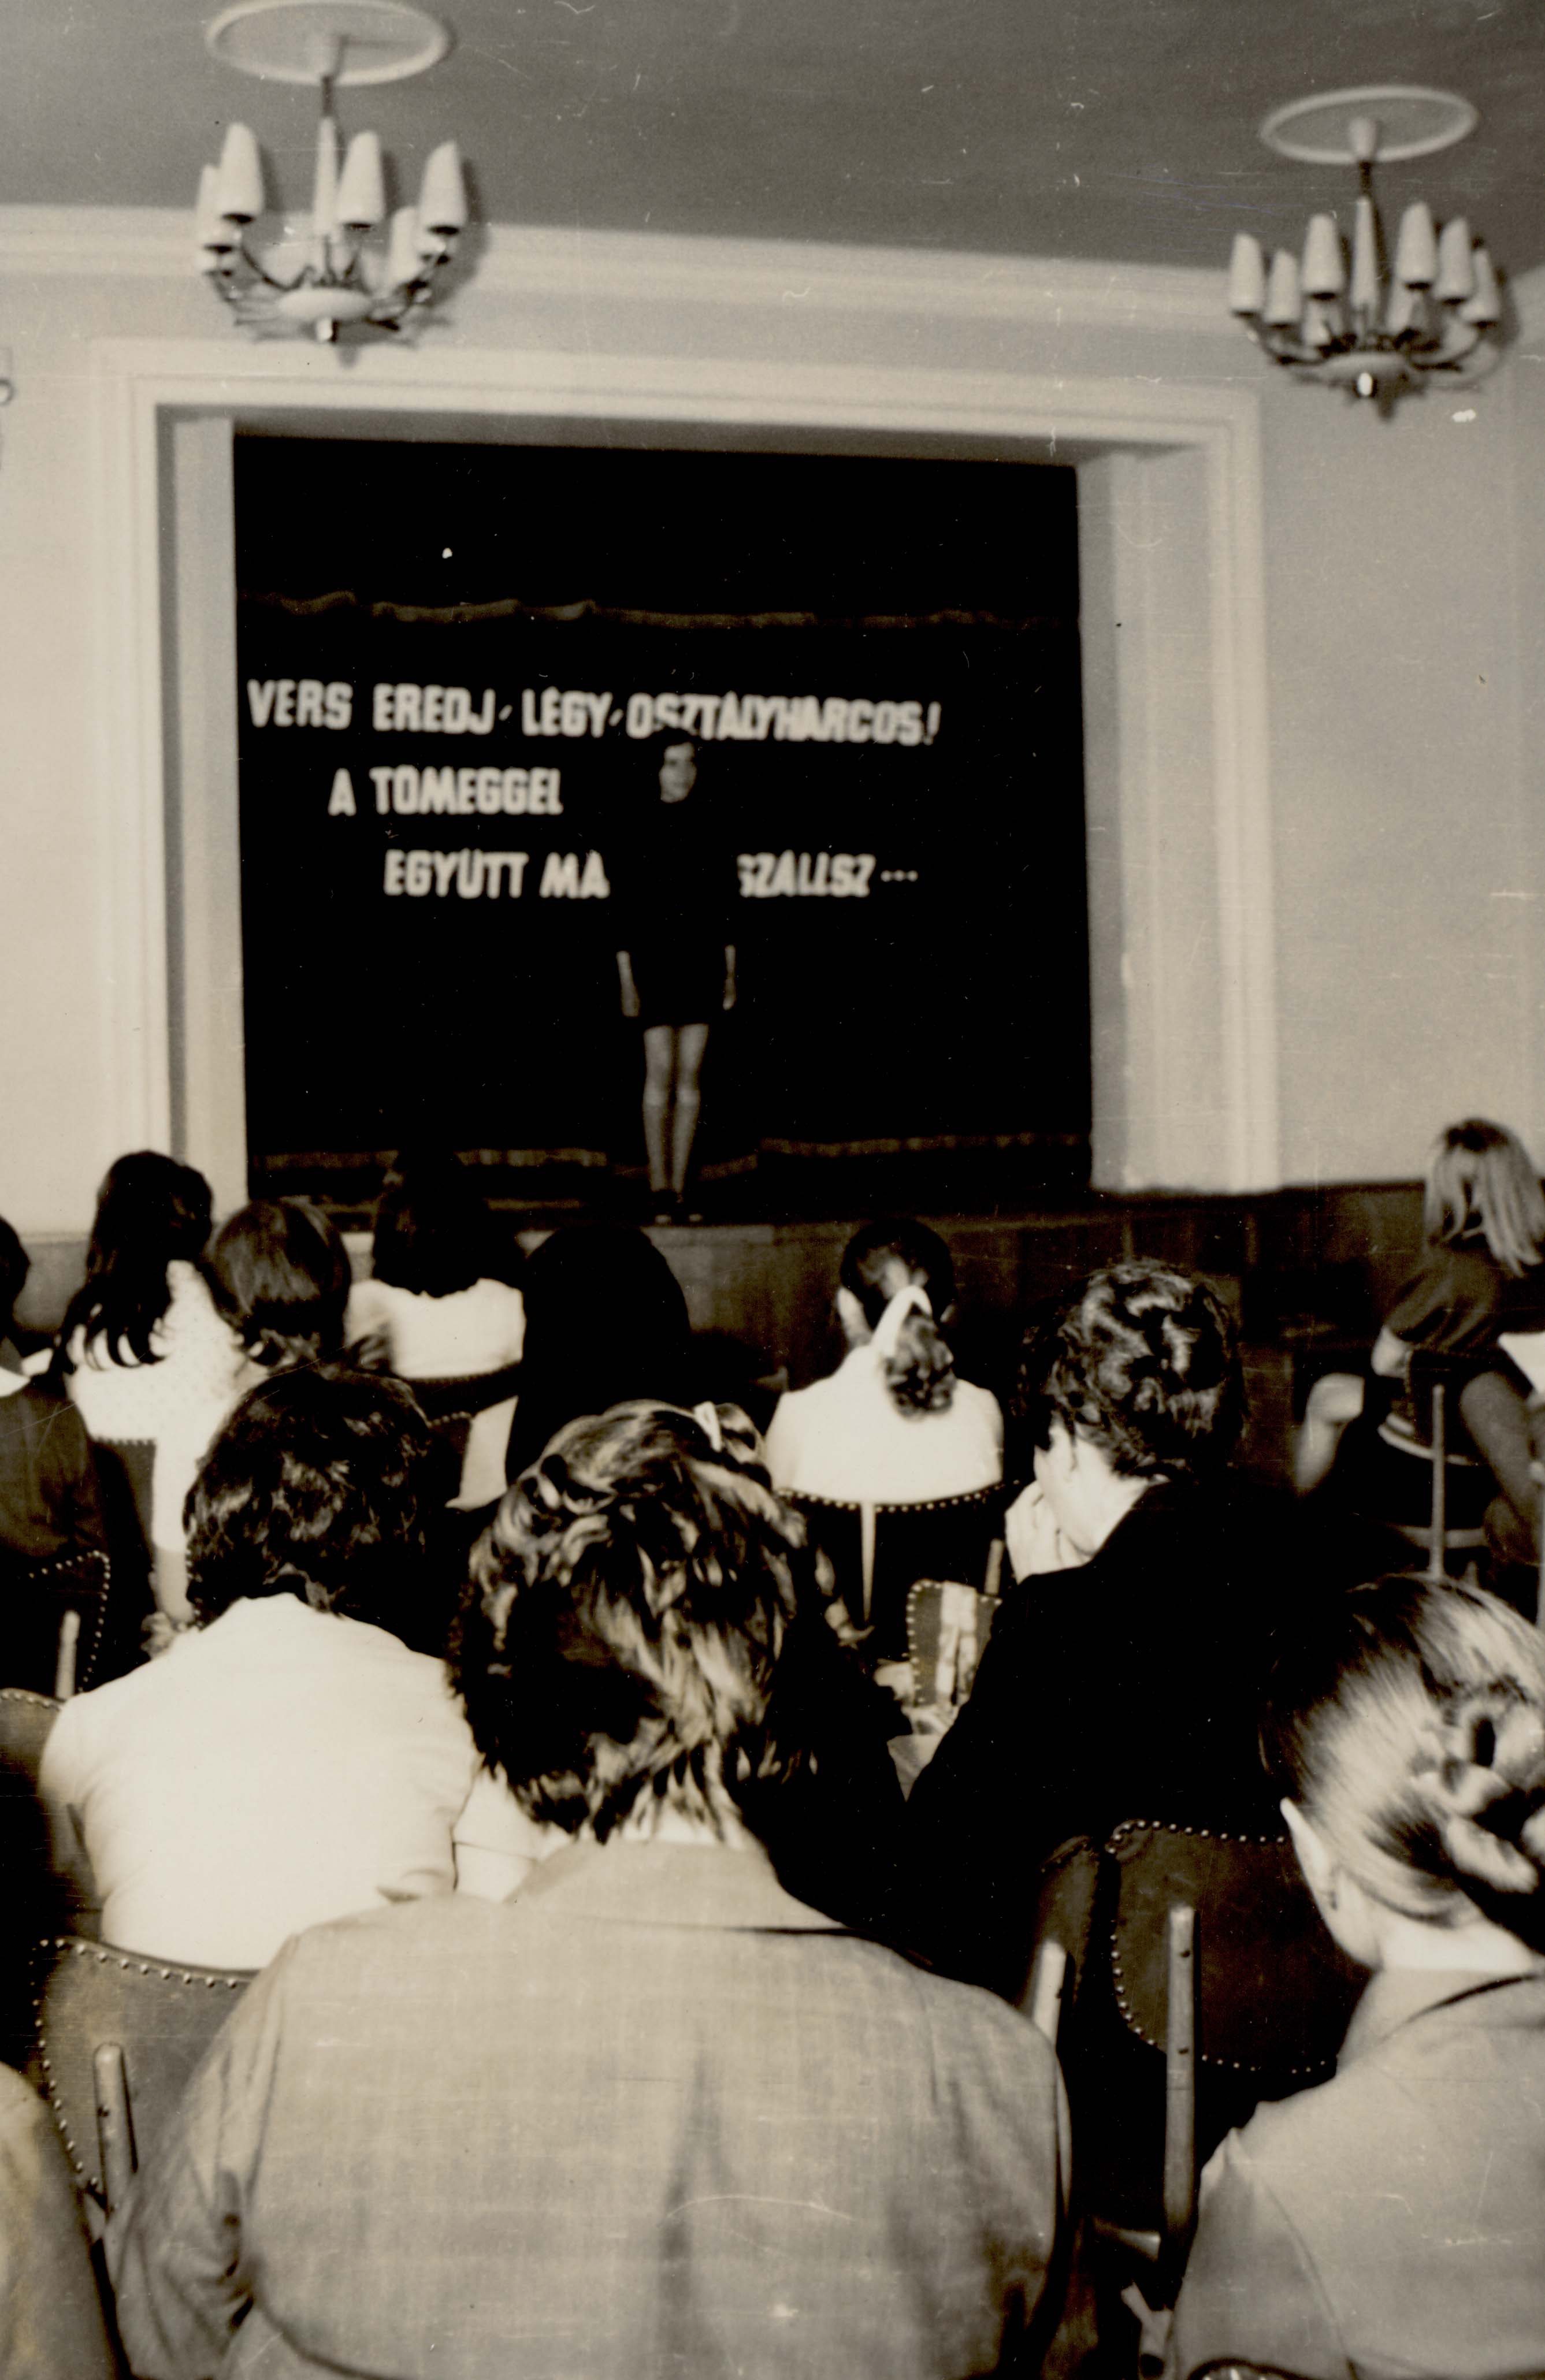 VERS EREDJ, LÉGY OSZTÁLYHARCOS!
A TÖMEGGEL
EGYÜTT MA SZÁLLSZ...